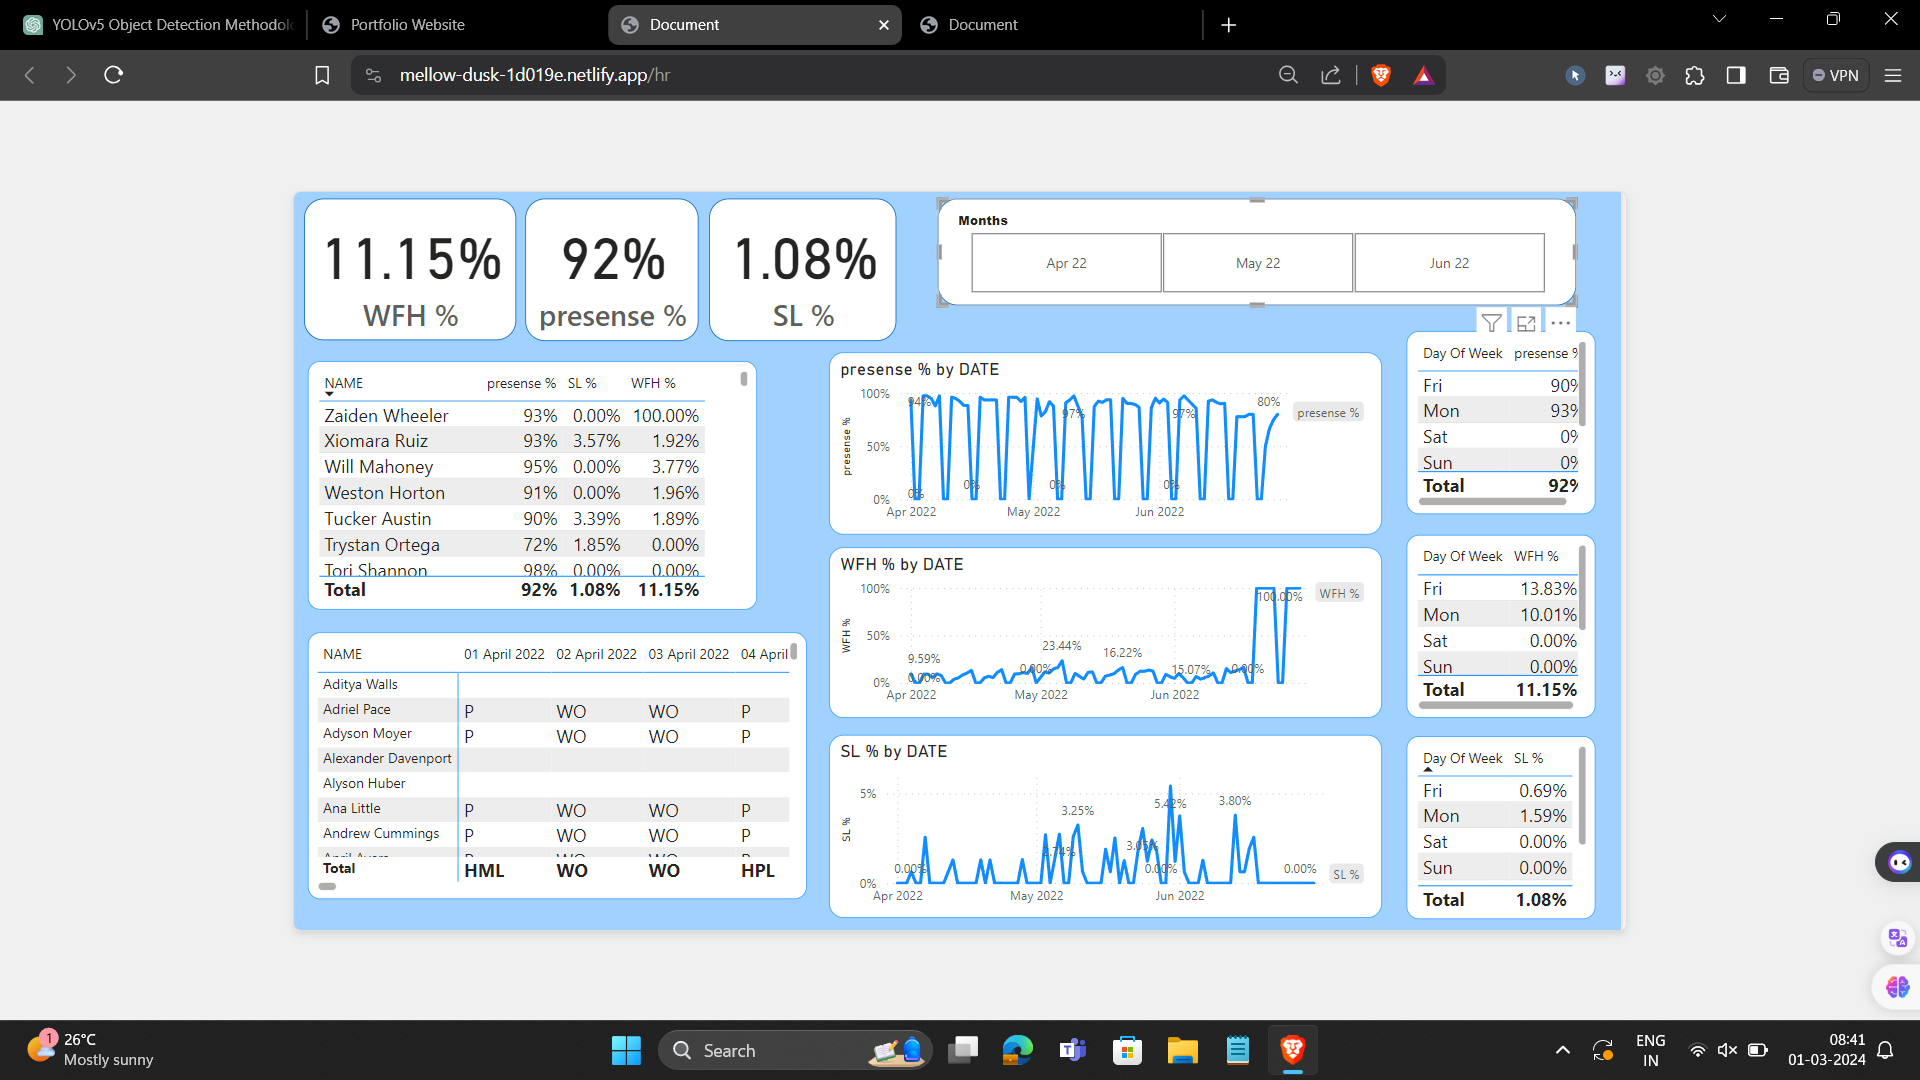 YOLOv5 Object Detection Methodolo
Portfolio Website
Document
Document
mellow-dusk-1d019e.netlify.app/hr
VPN
11.15%
WFH %
92%
presense %
1.08%
SL %
Months
Apr 22
May 22
Jun 22
NAME presense % SL % WFH %
Zaiden Wheeler 93% 0.00% 100.00%
Xiomara Ruiz 93% 3.57% 1.92%
Will Mahoney 95% 0.00% 3.77%
Weston Horton 91% 0.00% 1.96%
Tucker Austin 90% 3.39% 1.89%
Trystan Ortega 72% 1.85% 0.00%
Tori Shannon 98% 0.00% 0.00%
Total 92% 1.08% 11.15%
NAME 01 April 2022 02 April 2022 03 April 2022 04 April
Aditya Walls
Adriel Pace P WO WO P
Adyson Moyer P WO WO P
Alexander Davenport
Alyson Huber
Ana Little P WO WO P
Andrew Cummings P WO WO P
Total HML WO WO HPL
presense % by DATE
presense %
100%
50%
0%
94%
0%
0%
97%
0%
97%
0%
80%
presense %
Apr 2022 May 2022 Jun 2022
WFH % by DATE
WFH %
100%
50%
0%
9.59%
0.00%
0.00%
23.44%
16.22%
15.07%
0.00%
100.00%
WFH %
Apr 2022 May 2022 Jun 2022
SL % by DATE
SL %
5%
0%
0.00%
2.74%
3.25%
3.05%
5.42%
0.00%
3.80%
0.00%
SL %
Apr 2022 May 2022 Jun 2022
Day Of Week presense %
Fri 90%
Mon 93%
Sat 0%
Sun 0%
Total 92%
Day Of Week WFH %
Fri 13.83%
Mon 10.01%
Sat 0.00%
Sun 0.00%
Total 11.15%
Day Of Week SL %
Fri 0.69%
Mon 1.59%
Sat 0.00%
Sun 0.00%
Total 1.08%
1
26°C
Mostly sunny
Search
ENG
IN
08:41
01-03-2024